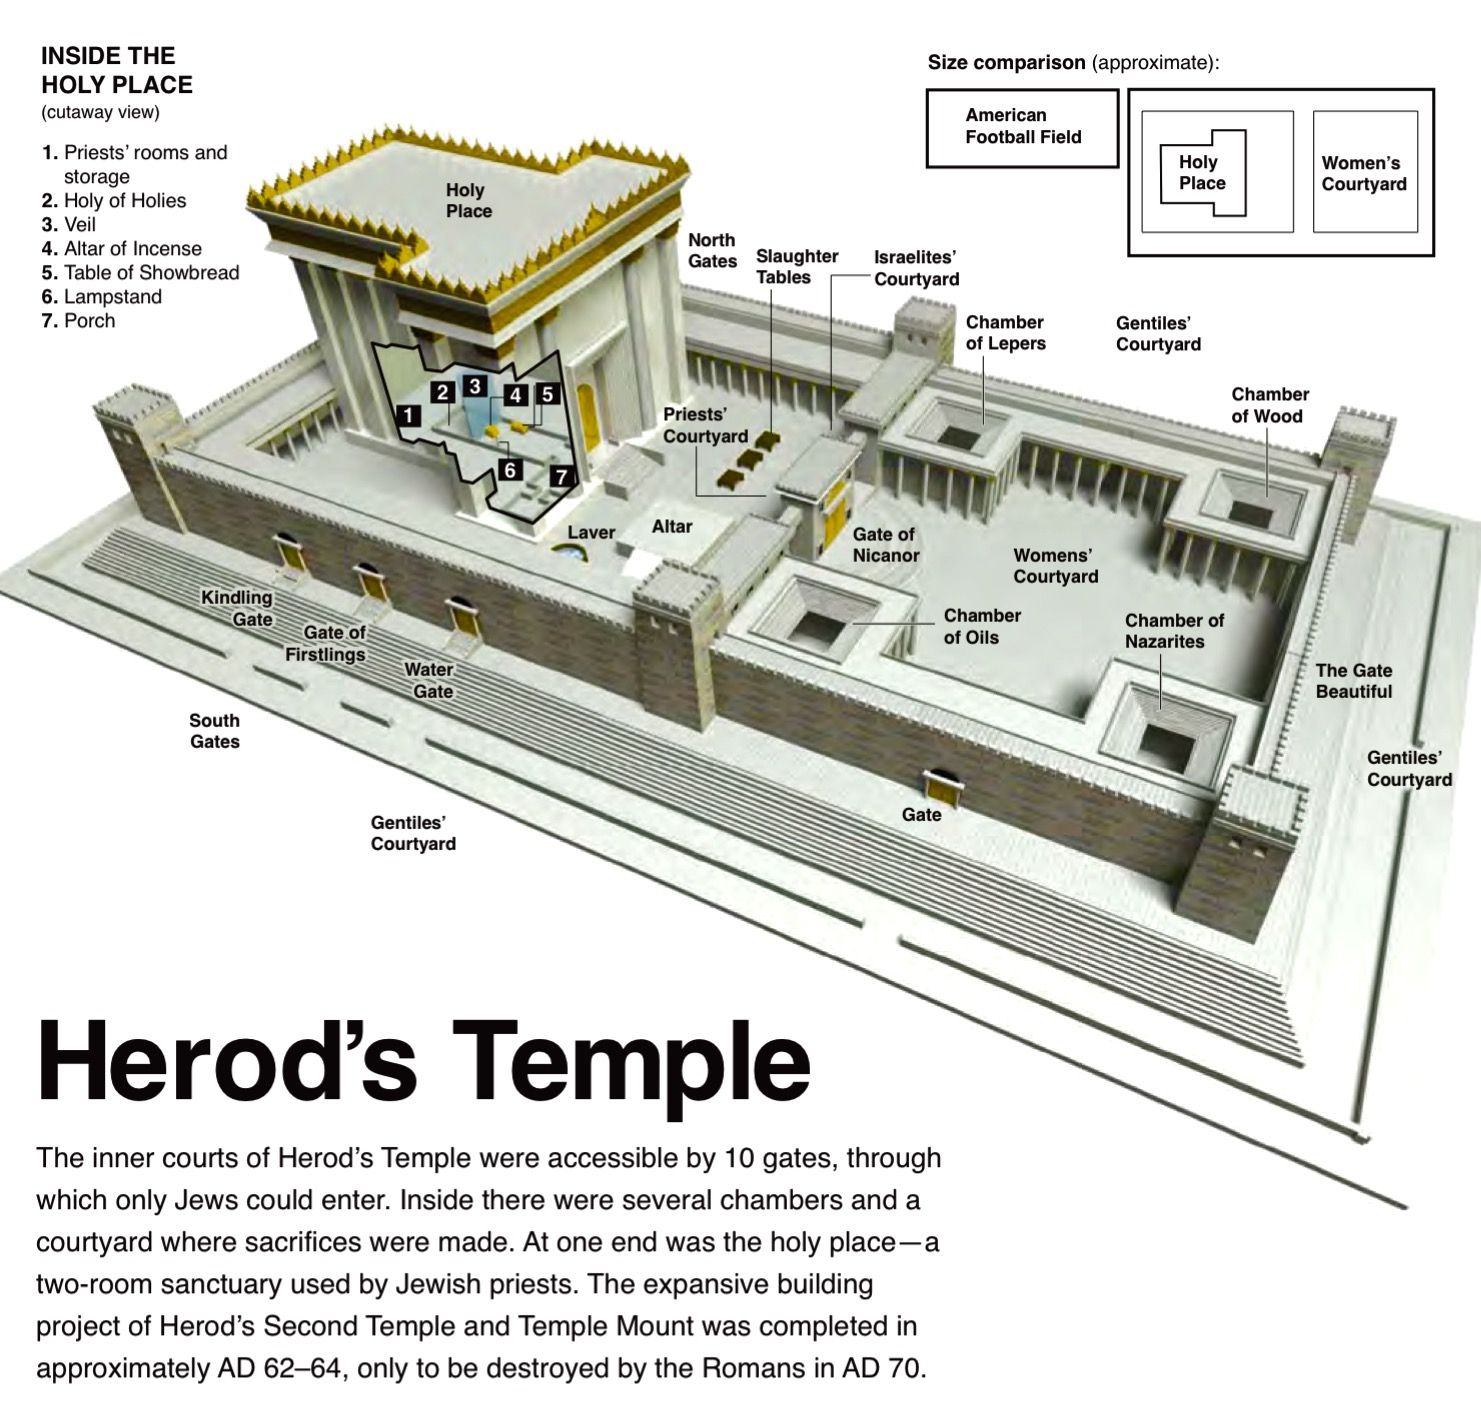 INSIDE THE
HOLY PLACE
(cutaway view)
1. Priests’ rooms and
storage
2. Holy of Holies
3. Veil
4. Altar of Incense
5. Table of Showbread
6. Lampstand
7. Porch
Size comparison (approximate):
American
Football Field
Holy
Place
Women’s
Courtyard
Holy
Place
North
Gates
Slaughter
Tables
Israelites’
Courtyard
Chamber
of Lepers
Gentiles’
Courtyard
Chamber
of Wood
1
2
3
4
5
6
7
Priests’
Courtyard
Laver
Altar
Gate of
Nicanor
Womens’
Courtyard
Kindling
Gate
Gate of
Firstlings
Water
Gate
Chamber
of Oils
Chamber of
Nazarites
The Gate
Beautiful
South
Gates
Gentiles’
Courtyard
Gate
Gentiles’
Courtyard
Herod’s Temple
The inner courts of Herod’s Temple were accessible by 10 gates, through
which only Jews could enter. Inside there were several chambers and a
courtyard where sacrifices were made. At one end was the holy place—a
two-room sanctuary used by Jewish priests. The expansive building
project of Herod’s Second Temple and Temple Mount was completed in
approximately AD 62–64, only to be destroyed by the Romans in AD 70.